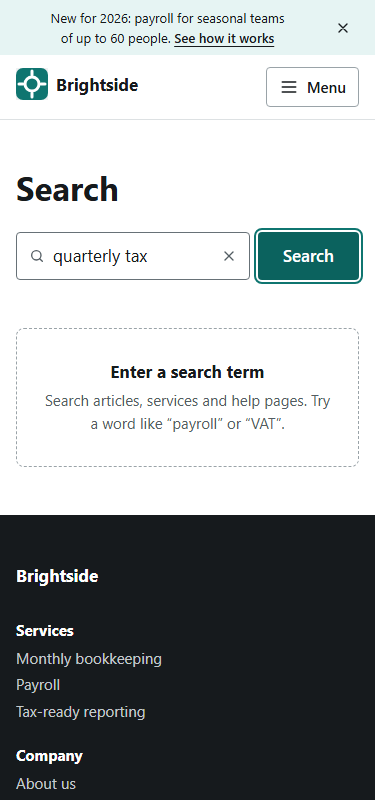 New for 2026: payroll for seasonal teams
of up to 60 people. See how it works
Brightside
Menu
Search
quarterly tax
Search
Enter a search term
Search articles, services and help pages. Try
a word like “payroll” or “VAT”.
Brightside
Services
Monthly bookkeeping
Payroll
Tax-ready reporting
Company
About us